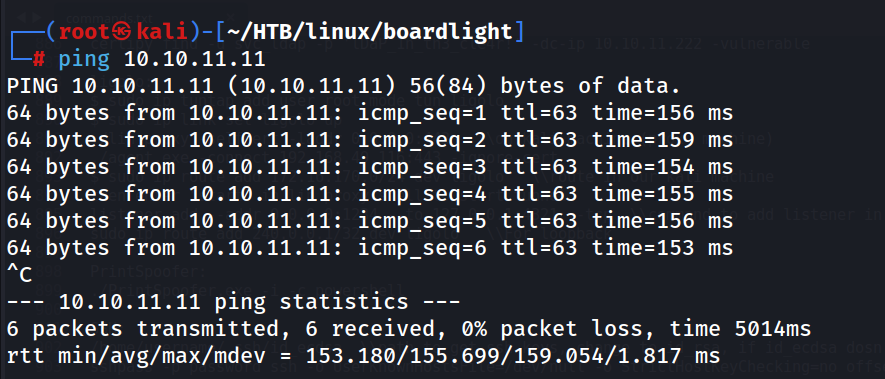 (root㉿kali)-[~/HTB/linux/boardlight]
# ping 10.10.11.11
PING 10.10.11.11 (10.10.11.11) 56(84) bytes of data.
64 bytes from 10.10.11.11: icmp_seq=1 ttl=63 time=156 ms
64 bytes from 10.10.11.11: icmp_seq=2 ttl=63 time=159 ms
64 bytes from 10.10.11.11: icmp_seq=3 ttl=63 time=154 ms
64 bytes from 10.10.11.11: icmp_seq=4 ttl=63 time=155 ms
64 bytes from 10.10.11.11: icmp_seq=5 ttl=63 time=156 ms
64 bytes from 10.10.11.11: icmp_seq=6 ttl=63 time=153 ms
^C
--- 10.10.11.11 ping statistics ---
6 packets transmitted, 6 received, 0% packet loss, time 5014ms
rtt min/avg/max/mdev = 153.180/155.699/159.054/1.817 ms